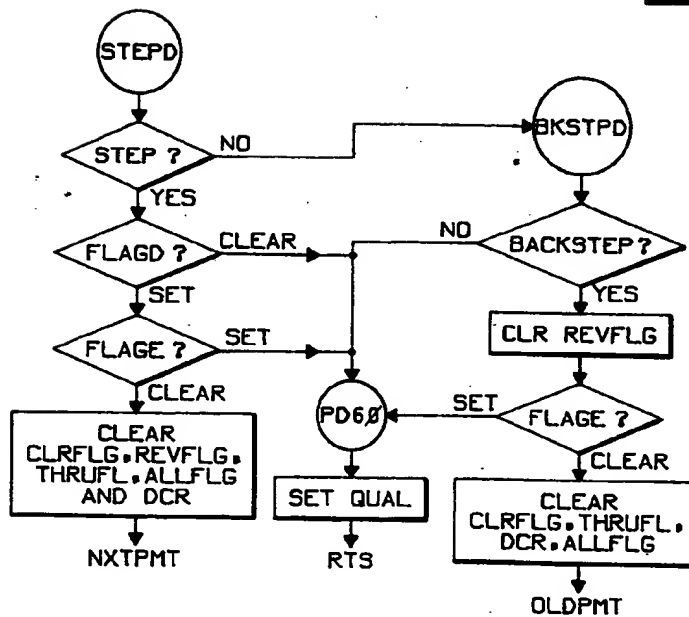 STEPD
STEP ?
NO
YES
BKSTPD
FLAGD ?
CLEAR
SET
NO
BACKSTEP ?
YES
FLAGE ?
SET
CLEAR
CLR REVFLG
CLEAR
CLRFLG,REVFLG,
THRUFL,ALLFLG
AND DCR
NXTPMT
PD6Ø
SET QUAL
RTS
SET
FLAGE ?
CLEAR
CLEAR
CLRFLG,THRUFL,
DCR,ALLFLG
OLDPMT